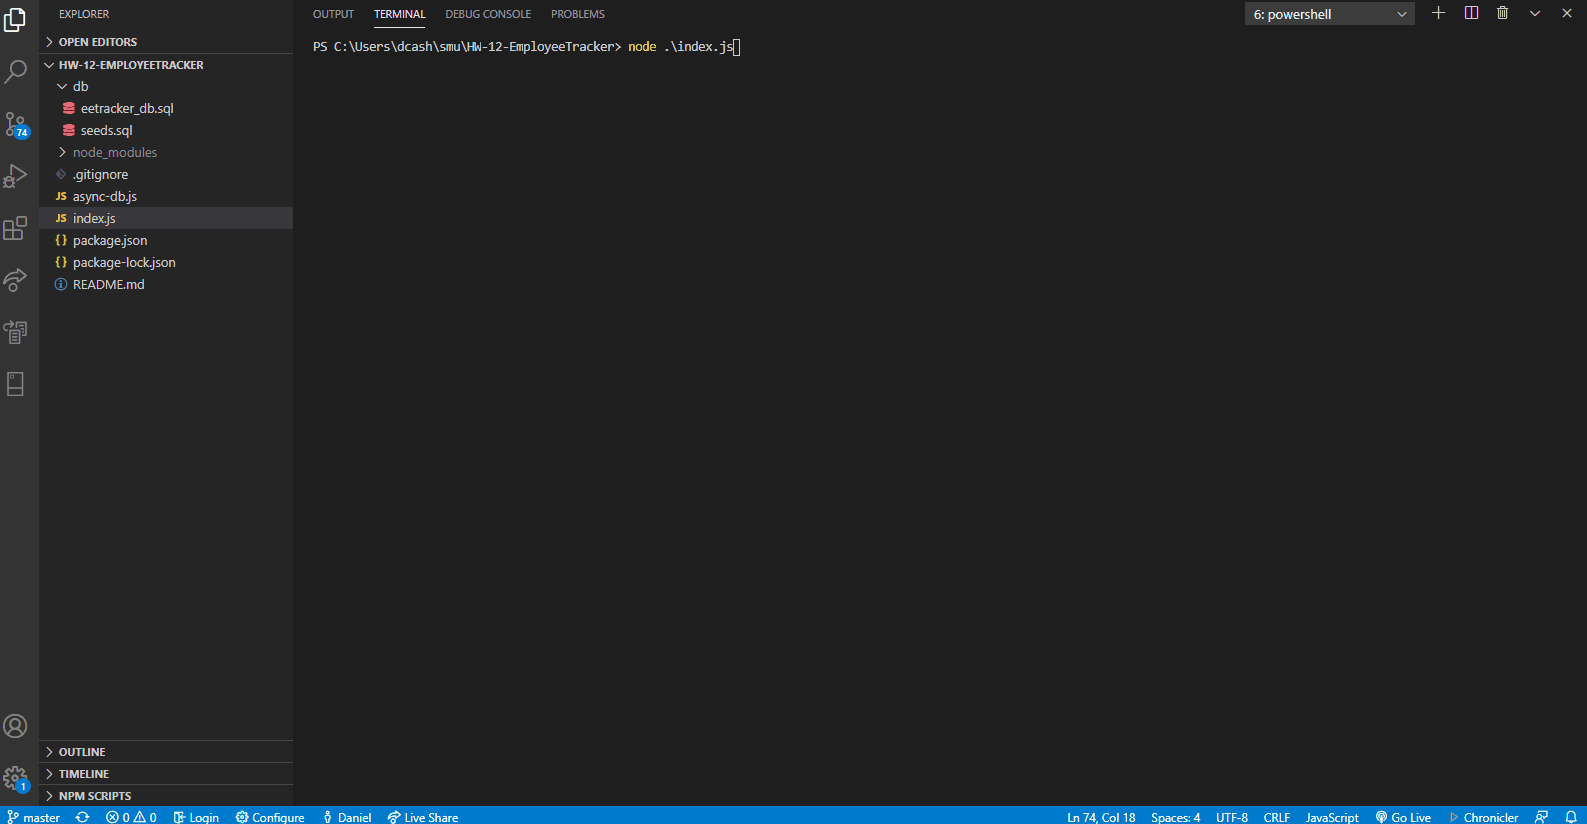 EXPLORER
OPEN EDITORS
HW-12-EMPLOYEETRACKER
db
eetracker_db.sql
seeds.sql
node_modules
.gitignore
JS async-db.js
JS index.js
{} package.json
{} package-lock.json
README.md
74
1
OUTLINE
TIMELINE
NPM SCRIPTS
OUTPUT TERMINAL DEBUG CONSOLE PROBLEMS 6: powershell
PS C:\Users\dcash\smu\HW-12-EmployeeTracker> node .\index.js
master 0 0 Login Configure Daniel Live Share Ln 74, Col 18 Spaces: 4 UTF-8 CRLF JavaScript Go Live Chronicler